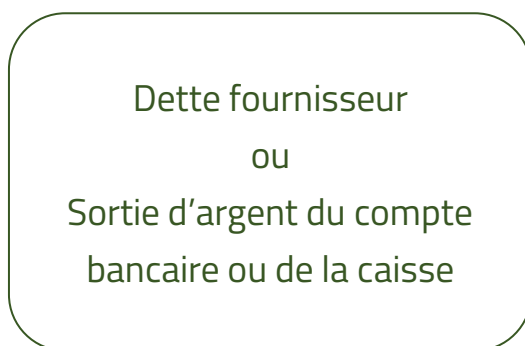 Dette fournisseur
ou
Sortie d’argent du compte
bancaire ou de la caisse